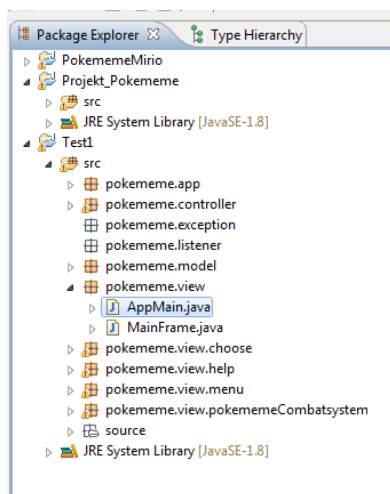 Package Explorer Type Hierarchy
PokememeMirio
Projekt_Pokememe
src
JRE System Library [JavaSE-1.8]
Test1
src
pokememe.app
pokememe.controller
pokememe.exception
pokememe.listener
pokememe.model
pokememe.view
AppMain.java
MainFrame.java
pokememe.view.choose
pokememe.view.help
pokememe.view.menu
pokememe.view.pokememeCombatsystem
source
JRE System Library [JavaSE-1.8]